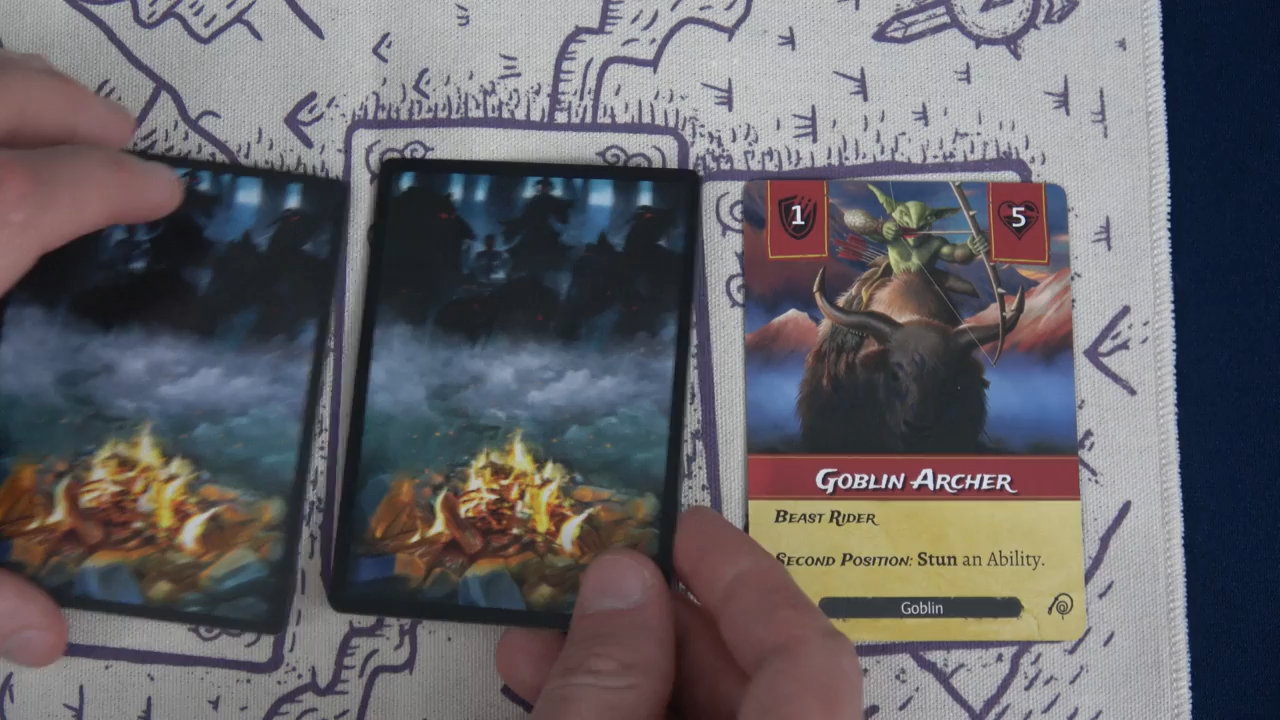 1
5
Goblin Archer
Beast Rider
Second Position: Stun an Ability.
Goblin